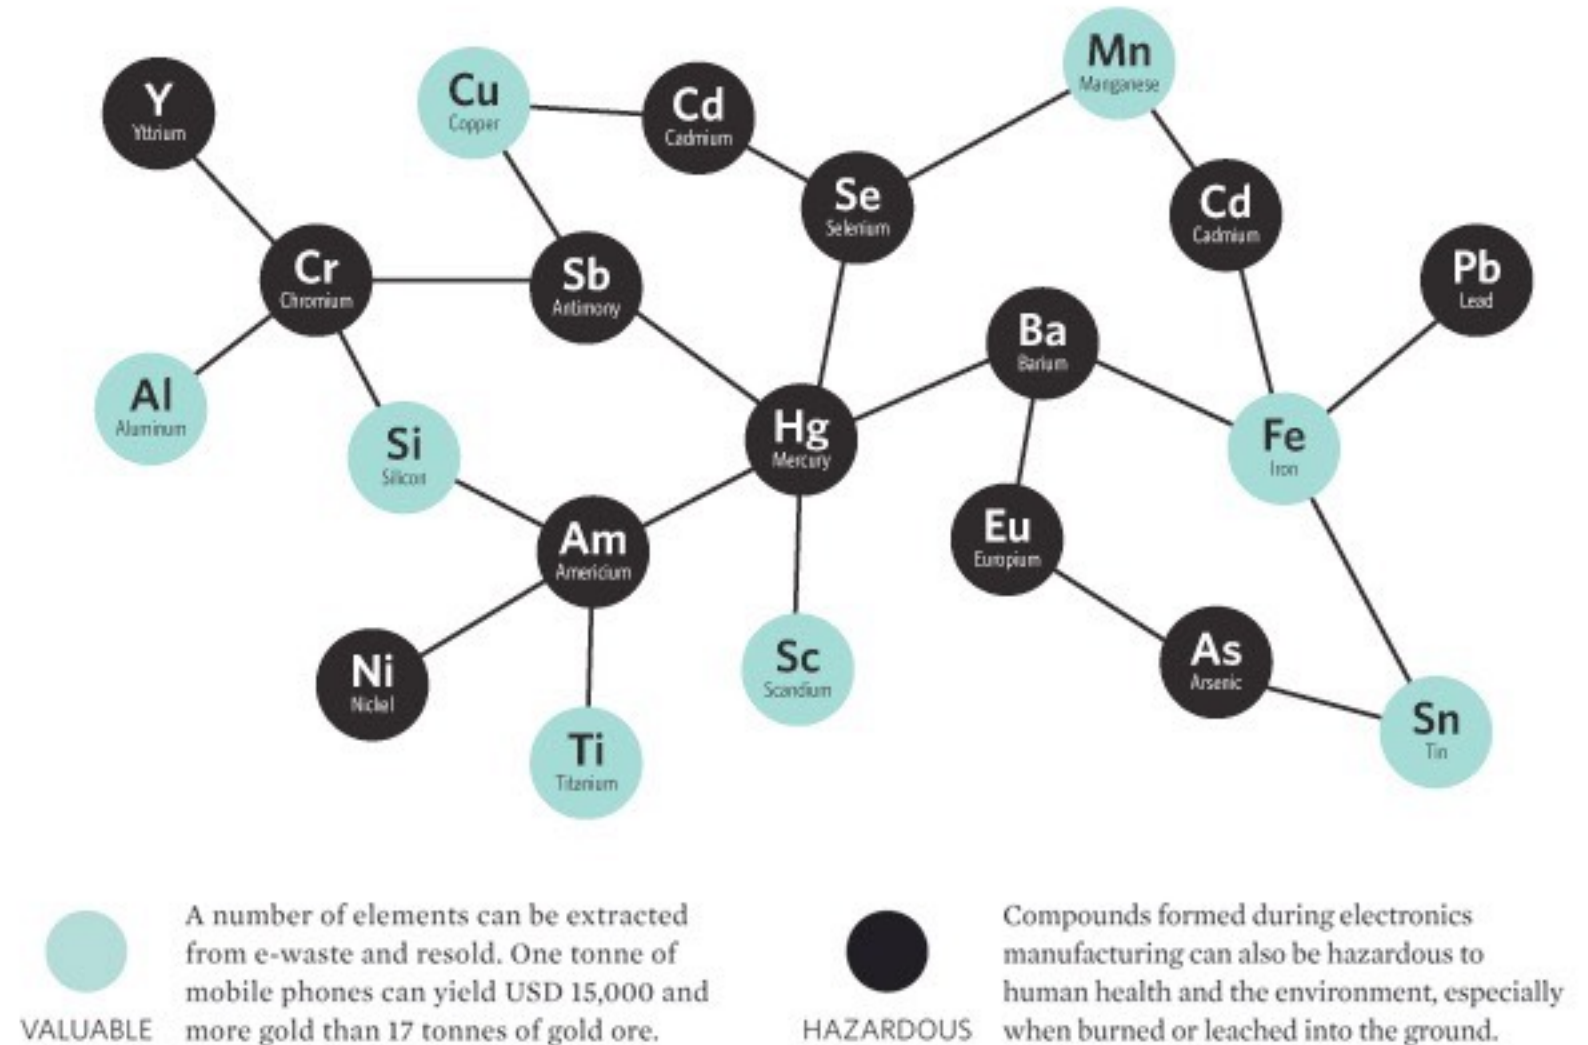 Mn
Manganese
Cu
Copper
Cd
Cadmium
Y
Yttrium
Se
Selenium
Cd
Cadmium
Cr
Chromium
Sb
Antimony
Pb
Lead
Ba
Barium
Al
Aluminum
Si
Silicon
Hg
Mercury
Fe
Iron
Am
Americium
Eu
Europium
Ni
Nickel
Sc
Scandium
As
Arsenic
Ti
Titanium
Sn
Tin
VALUABLE
A number of elements can be extracted
from e-waste and resold. One tonne of
mobile phones can yield USD 15,000 and
more gold than 17 tonnes of gold ore.
HAZARDOUS
Compounds formed during electronics
manufacturing can also be hazardous to
human health and the environment, especially
when burned or leached into the ground.